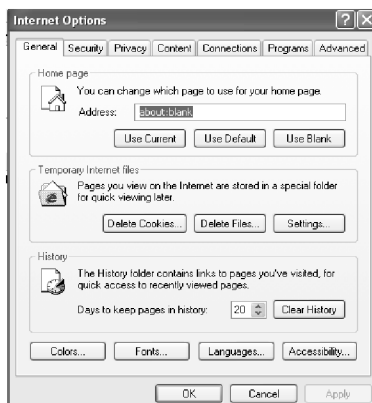 Internet Options
General Security Privacy Content Connections Programs Advanced
Home page
You can change which page to use for your home page.
Address: about:blank
Use Current Use Default Use Blank
Temporary Internet files
Pages you view on the Internet are stored in a special folder
for quick viewing later.
Delete Cookies... Delete Files... Settings...
History
The History folder contains links to pages you've visited, for
quick access to recently viewed pages.
Days to keep pages in history: 20 Clear History
Colors... Fonts... Languages... Accessibility...
OK Cancel Apply